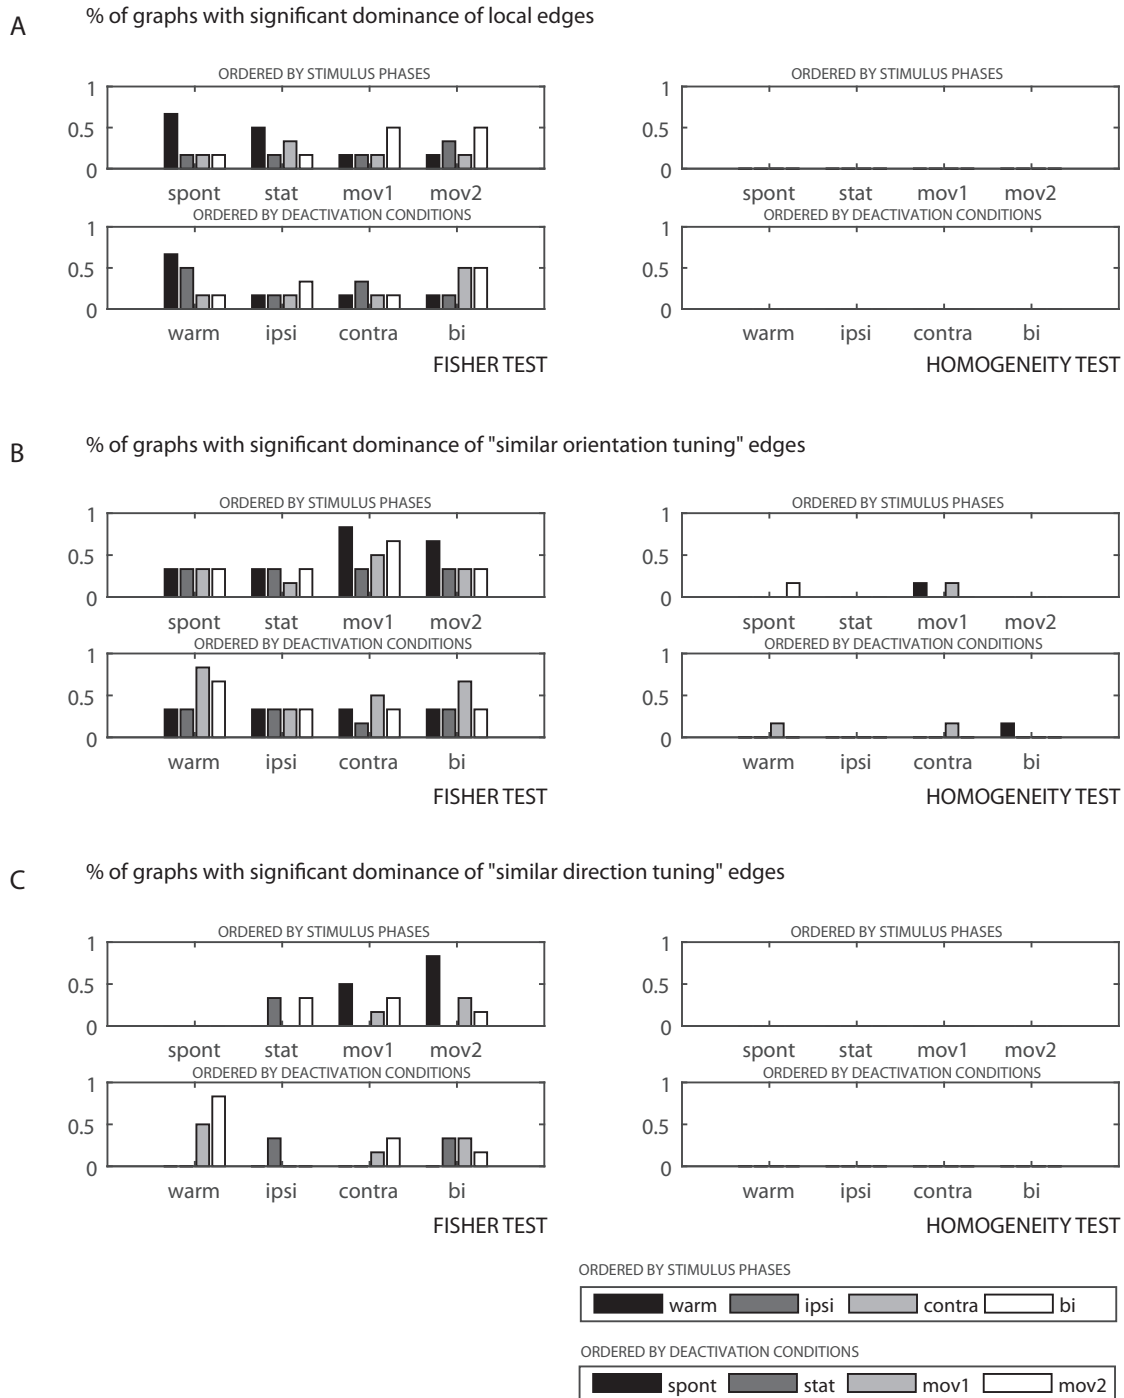 A
% of graphs with significant dominance of local edges
ORDERED BY STIMULUS PHASES
1
0.5
0
spont stat mov1 mov2
ORDERED BY DEACTIVATION CONDITIONS
1
0.5
0
warm ipsi contra bi
FISHER TEST
ORDERED BY STIMULUS PHASES
1
0.5
0
spont stat mov1 mov2
ORDERED BY DEACTIVATION CONDITIONS
1
0.5
0
warm ipsi contra bi
HOMOGENEITY TEST
B
% of graphs with significant dominance of "similar orientation tuning" edges
ORDERED BY STIMULUS PHASES
1
0.5
0
spont stat mov1 mov2
ORDERED BY DEACTIVATION CONDITIONS
1
0.5
0
warm ipsi contra bi
FISHER TEST
ORDERED BY STIMULUS PHASES
1
0.5
0
spont stat mov1 mov2
ORDERED BY DEACTIVATION CONDITIONS
1
0.5
0
warm ipsi contra bi
HOMOGENEITY TEST
C
% of graphs with significant dominance of "similar direction tuning" edges
ORDERED BY STIMULUS PHASES
1
0.5
0
spont stat mov1 mov2
ORDERED BY DEACTIVATION CONDITIONS
1
0.5
0
warm ipsi contra bi
FISHER TEST
ORDERED BY STIMULUS PHASES
1
0.5
0
spont stat mov1 mov2
ORDERED BY DEACTIVATION CONDITIONS
1
0.5
0
warm ipsi contra bi
HOMOGENEITY TEST
ORDERED BY STIMULUS PHASES
warm ipsi contra bi
ORDERED BY DEACTIVATION CONDITIONS
spont stat mov1 mov2